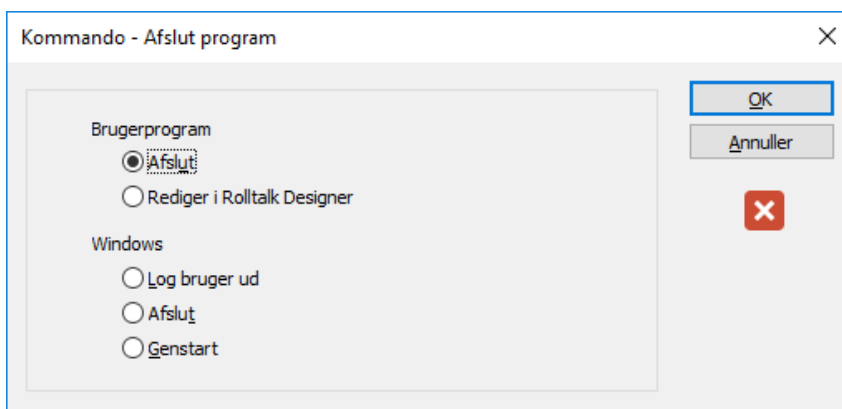 Kommando - Afslut program
OK
Annuller
Brugerprogram
Afslut
Rediger i Rolltalk Designer
Windows
Log bruger ud
Afslut
Genstart